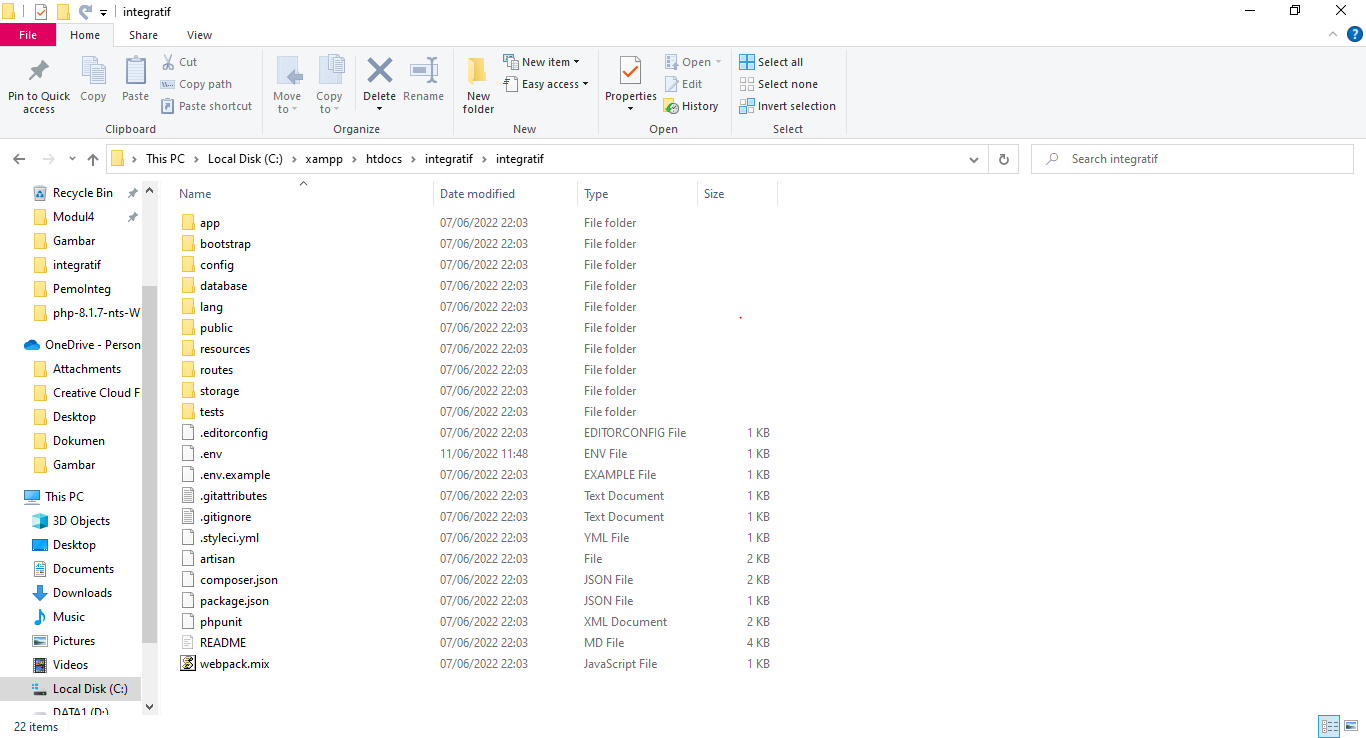 integratif
File Home Share View
Pin to Quick access
Copy
Paste
Cut
Copy path
Paste shortcut
Clipboard
Move to
Copy to
Delete
Rename
Organize
New folder
New item
Easy access
New
Properties
Open
Edit
History
Open
Select all
Select none
Invert selection
Select
This PC > Local Disk (C:) > xampp > htdocs > integratif > integratif
Search integratif
Recycle Bin
Modul4
Gambar
integratif
PemoInteg
php-8.1.7-nts-W
OneDrive - Person
Attachments
Creative Cloud F
Desktop
Dokumen
Gambar
This PC
3D Objects
Desktop
Documents
Downloads
Music
Pictures
Videos
Local Disk (C:)
DATA1 (D:)
Name Date modified Type Size
app 07/06/2022 22:03 File folder
bootstrap 07/06/2022 22:03 File folder
config 07/06/2022 22:03 File folder
database 07/06/2022 22:03 File folder
lang 07/06/2022 22:03 File folder
public 07/06/2022 22:03 File folder
resources 07/06/2022 22:03 File folder
routes 07/06/2022 22:03 File folder
storage 07/06/2022 22:03 File folder
tests 07/06/2022 22:03 File folder
.editorconfig 07/06/2022 22:03 EDITORCONFIG File 1 KB
.env 11/06/2022 11:48 ENV File 1 KB
.env.example 07/06/2022 22:03 EXAMPLE File 1 KB
.gitattributes 07/06/2022 22:03 Text Document 1 KB
.gitignore 07/06/2022 22:03 Text Document 1 KB
.styleci.yml 07/06/2022 22:03 YML File 1 KB
artisan 07/06/2022 22:03 File 2 KB
composer.json 07/06/2022 22:03 JSON File 2 KB
package.json 07/06/2022 22:03 JSON File 1 KB
phpunit 07/06/2022 22:03 XML Document 2 KB
README 07/06/2022 22:03 MD File 4 KB
webpack.mix 07/06/2022 22:03 JavaScript File 1 KB
22 items